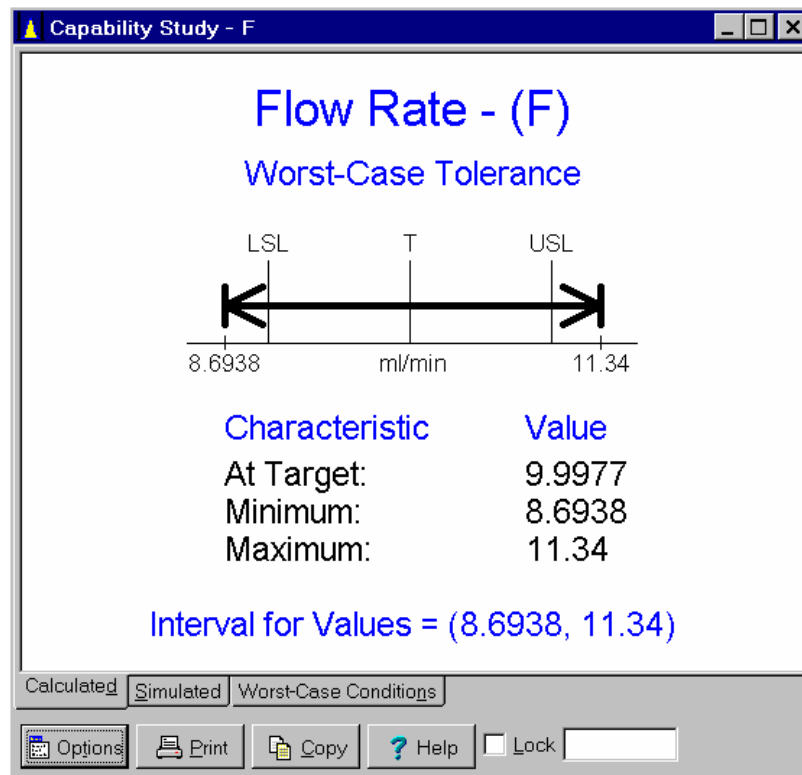 Capability Study - F
Flow Rate - (F)
Worst-Case Tolerance
LSL T USL
8.6938 ml/min 11.34
Characteristic Value
At Target: 9.9977
Minimum: 8.6938
Maximum: 11.34
Interval for Values = (8.6938, 11.34)
Calculated Simulated Worst-Case Conditions
Options Print Copy ? Help Lock